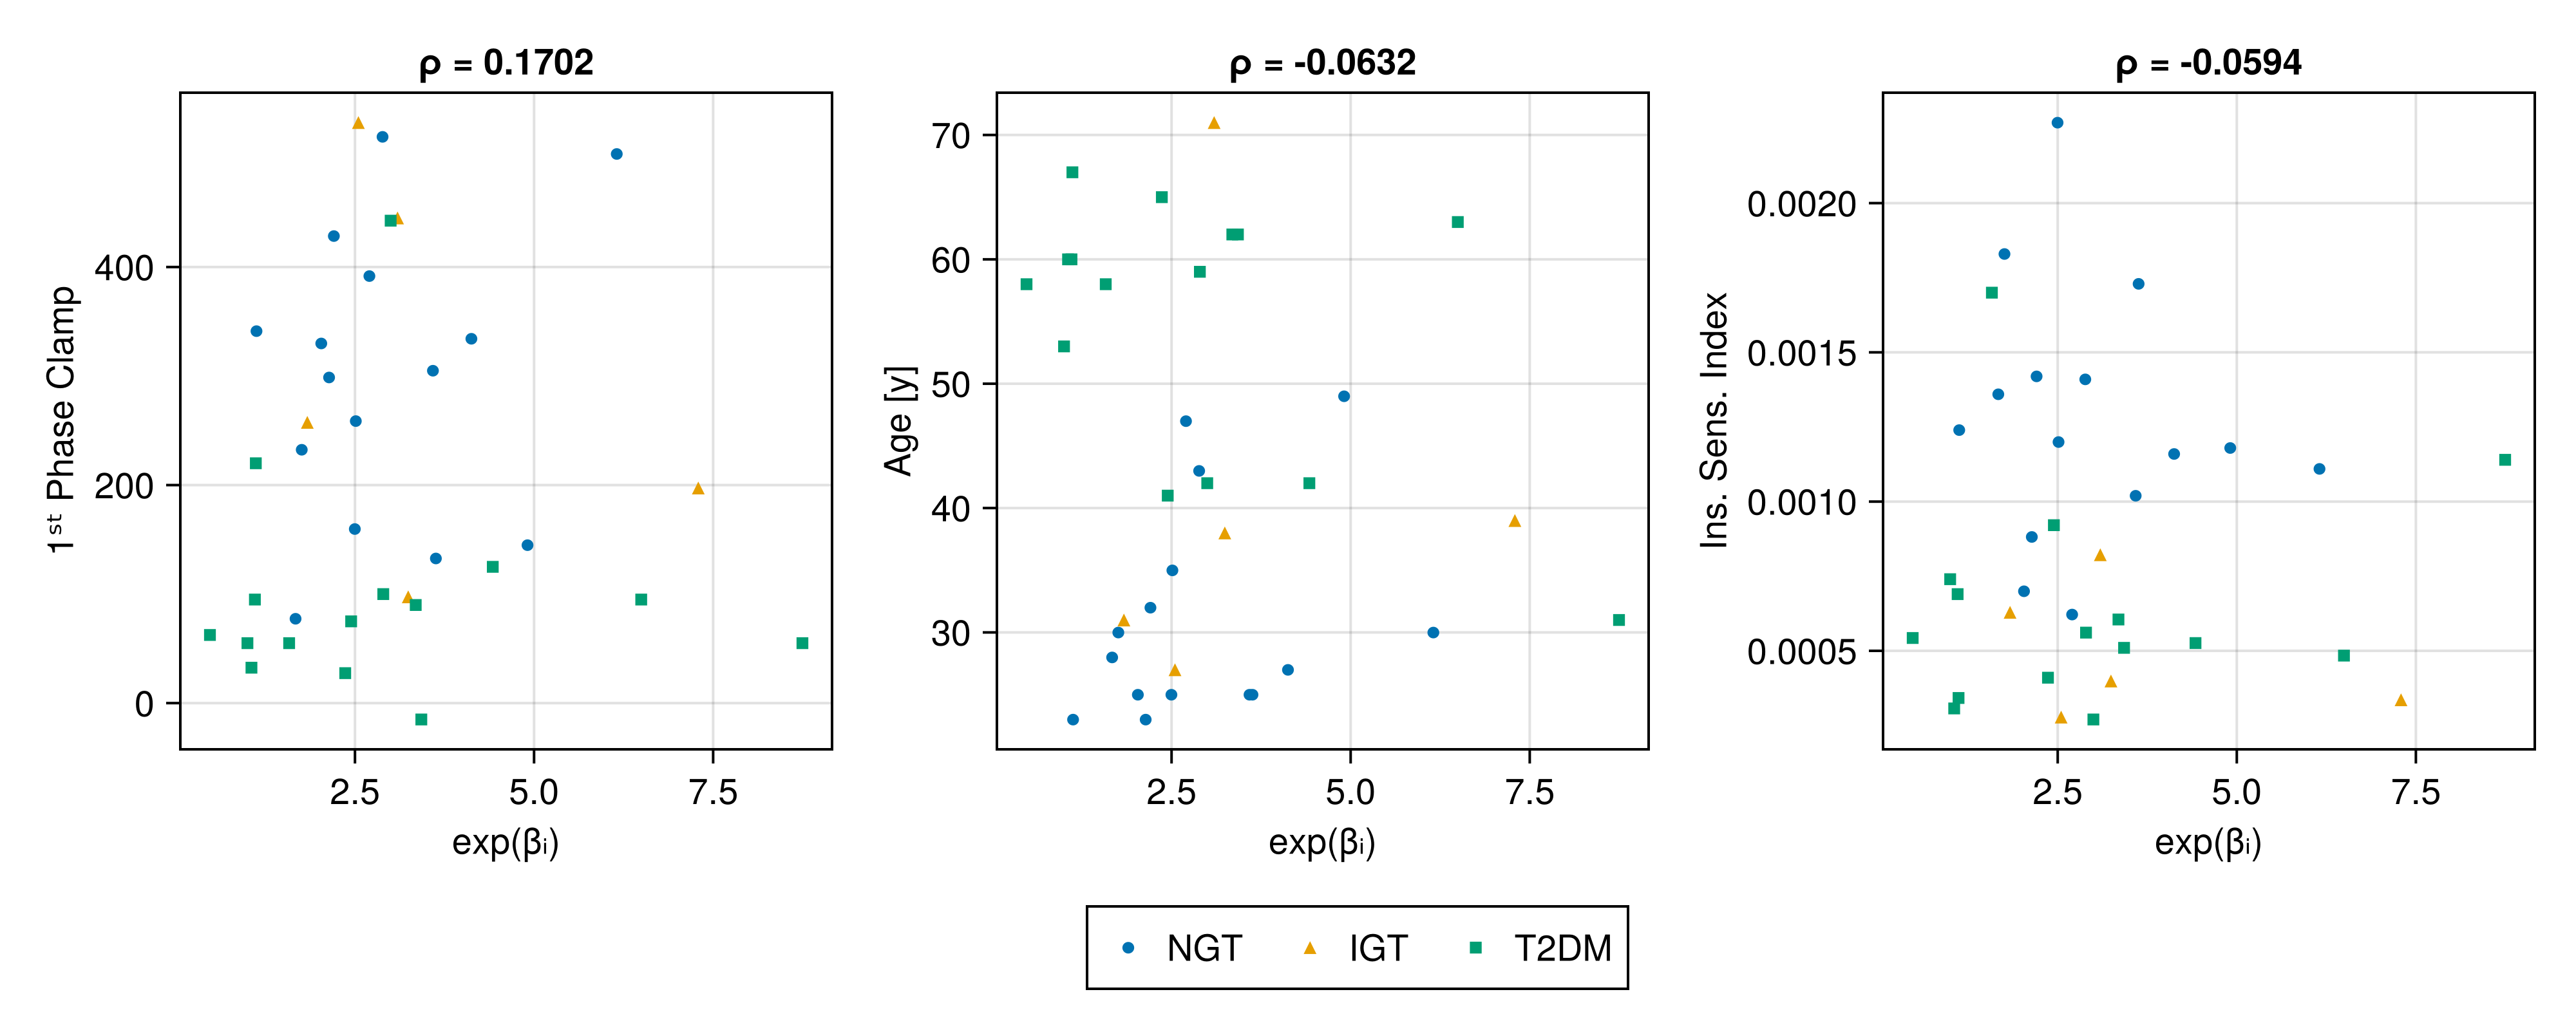 ρ = 0.1702
1ˢᵗ Phase Clamp
400
200
0
2.5 5.0 7.5
exp(βᵢ)
ρ = -0.0632
Age [y]
70
60
50
40
30
2.5 5.0 7.5
exp(βᵢ)
ρ = -0.0594
Ins. Sens. Index
0.0020
0.0015
0.0010
0.0005
2.5 5.0 7.5
exp(βᵢ)
NGT IGT T2DM